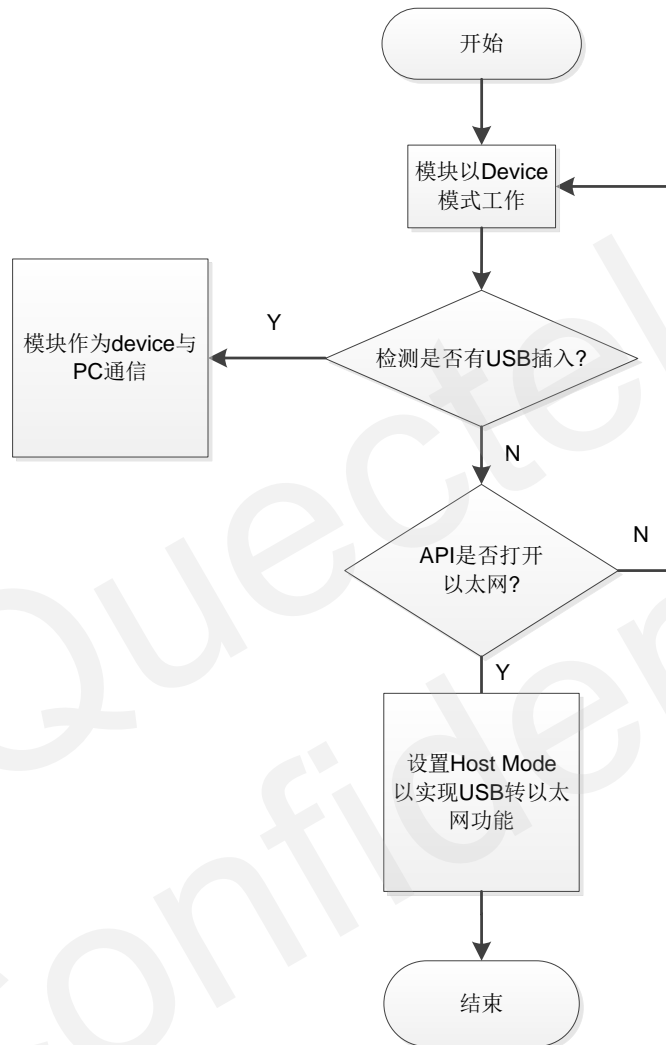 开始
模块以Device
模式工作
Y
模块作为device与
PC通信
检测是否有USB插入?
N
N
API是否打开
以太网?
Y
设置Host Mode
以实现USB转以太
网功能
结束
Quectel
Confiden